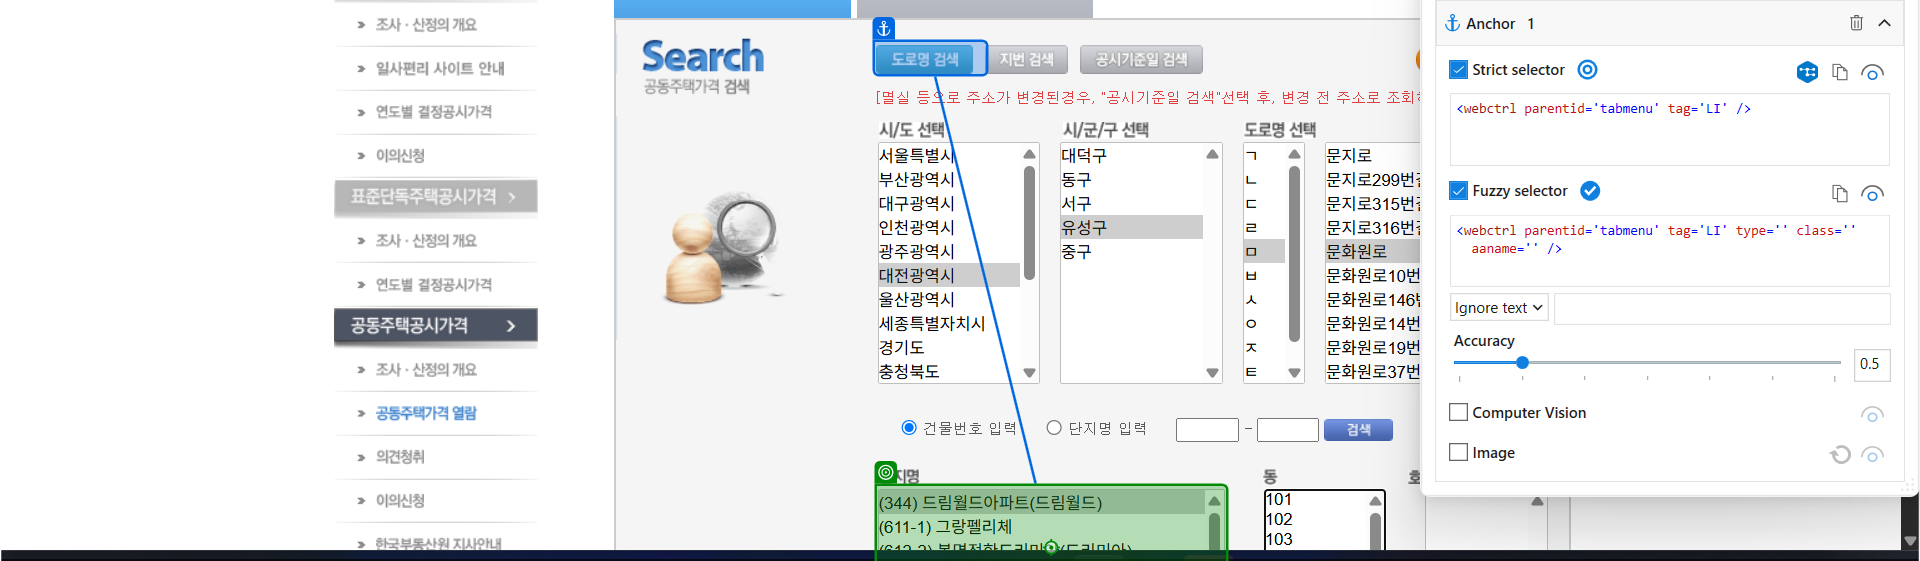 조사 · 산정의 개요
일사편리 사이트 안내
연도별 결정공시가격
이의신청
표준단독주택공시가격
조사 · 산정의 개요
연도별 결정공시가격
공동주택공시가격
조사 · 산정의 개요
공동주택가격 열람
의견청취
이의신청
한국부동산원 지사안내
Search
공동주택가격 검색
도로명 검색
지번 검색
공시기준일 검색
[멸실 등으로 주소가 변경된경우, "공시기준일 검색"선택 후, 변경 전 주소로 조회
시/도 선택
서울특별시
부산광역시
대구광역시
인천광역시
광주광역시
대전광역시
울산광역시
세종특별자치시
경기도
충청북도
시/군/구 선택
대덕구
동구
서구
유성구
중구
도로명 선택
ㄱ
ㄴ
ㄷ
ㄹ
ㅁ
ㅂ
ㅅ
ㅇ
ㅈ
ㅌ
문지로
문지로299번길
문지로315번길
문지로316번길
문화원로
문화원로10번
문화원로146번
문화원로14번
문화원로19번
문화원로37번
건물번호 입력
단지명 입력
-
검색
지명
(344) 드림월드아파트(드림월드)
(611-1) 그랑펠리체
동
101
102
103
Anchor 1
Strict selector
<webctrl parentid='tabmenu' tag='LI' />
Fuzzy selector
<webctrl parentid='tabmenu' tag='LI' type='' class=''
aaname='' />
Ignore text
Accuracy
0.5
Computer Vision
Image